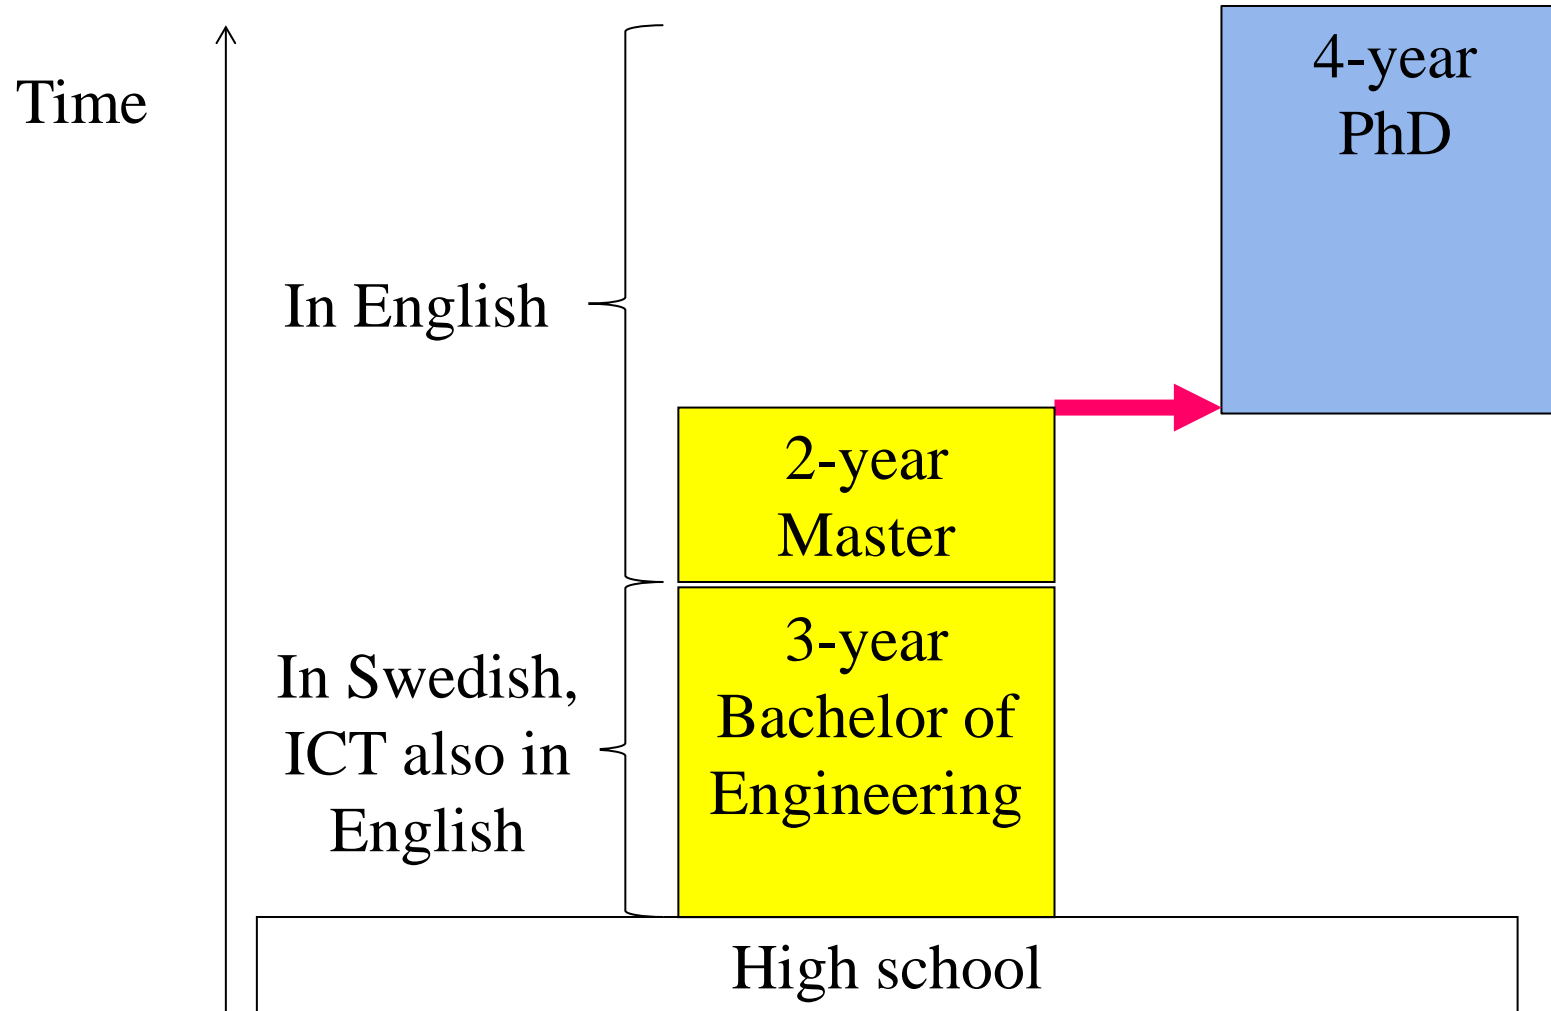 Time
4-year
PhD
In English
2-year
Master
In Swedish,
ICT also in
English
3-year
Bachelor of
Engineering
High school